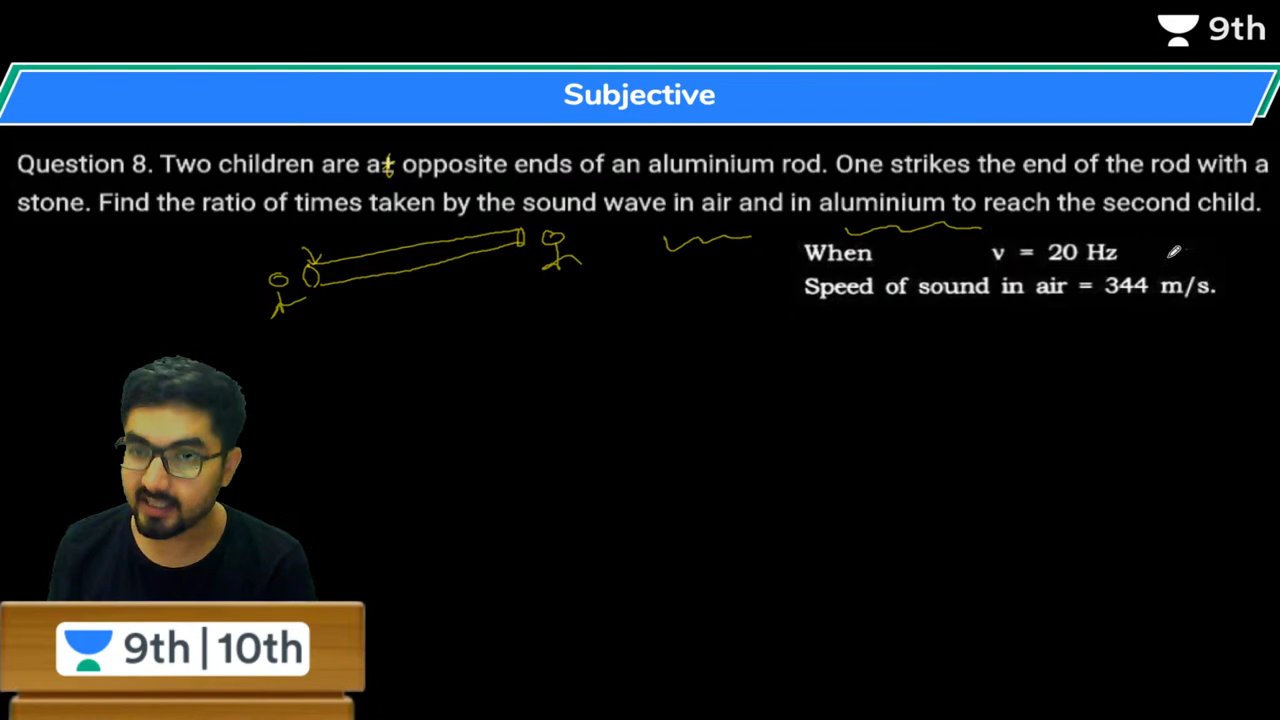 9th
Subjective
Question 8. Two children are at opposite ends of an aluminium rod. One strikes the end of the rod with a
stone. Find the ratio of times taken by the sound wave in air and in aluminium to reach the second child.
When ν = 20 Hz
Speed of sound in air = 344 m/s.
9th | 10th